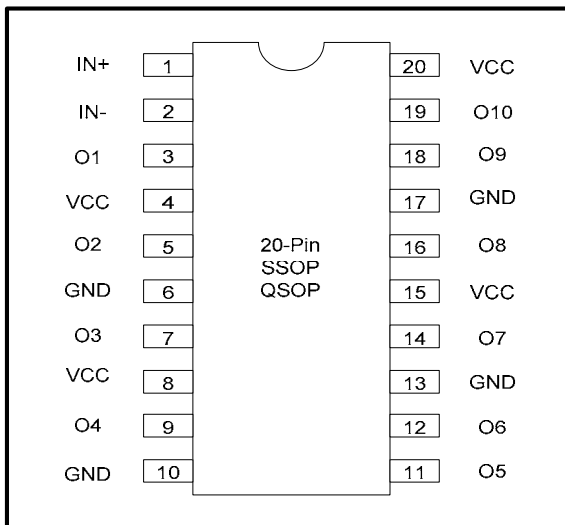 IN+ 1 20 VCC
IN- 2 19 O10
O1 3 18 O9
VCC 4 17 GND
O2 5 16 O8
20-Pin
SSOP
QSOP
GND 6 15 VCC
O3 7 14 O7
VCC 8 13 GND
O4 9 12 O6
GND 10 11 O5